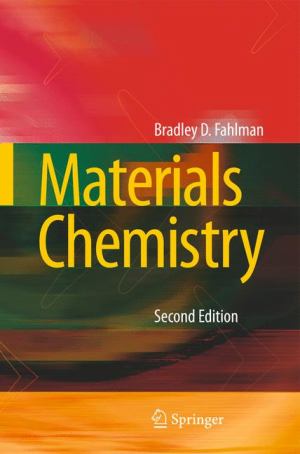 Bradley D. Fahlman
Materials
Chemistry
Second Edition
Springer